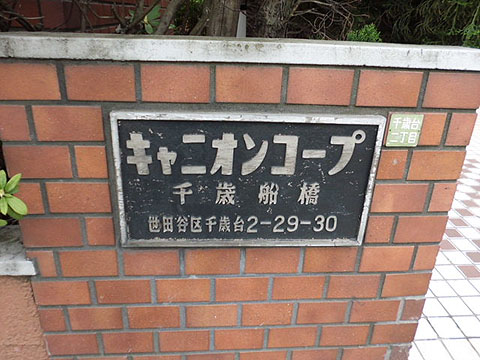 キャニオンコープ
千歳船橋
世田谷区千歳台2-29-30
千歳台
二丁目